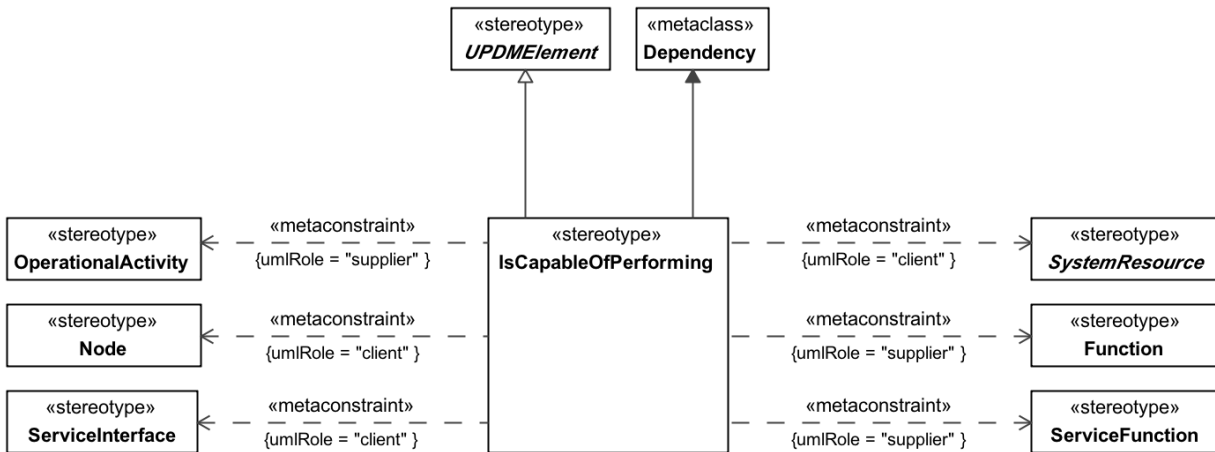 «stereotype»
UPDMElement
«metaclass»
Dependency
«stereotype»
OperationalActivity
«metaconstraint»
{umlRole = "supplier" }
«stereotype»
IsCapableOfPerforming
«metaconstraint»
{umlRole = "client" }
«stereotype»
SystemResource
«stereotype»
Node
«metaconstraint»
{umlRole = "client" }
«metaconstraint»
{umlRole = "supplier" }
«stereotype»
Function
«stereotype»
ServiceInterface
«metaconstraint»
{umlRole = "client" }
«metaconstraint»
{umlRole = "supplier" }
«stereotype»
ServiceFunction